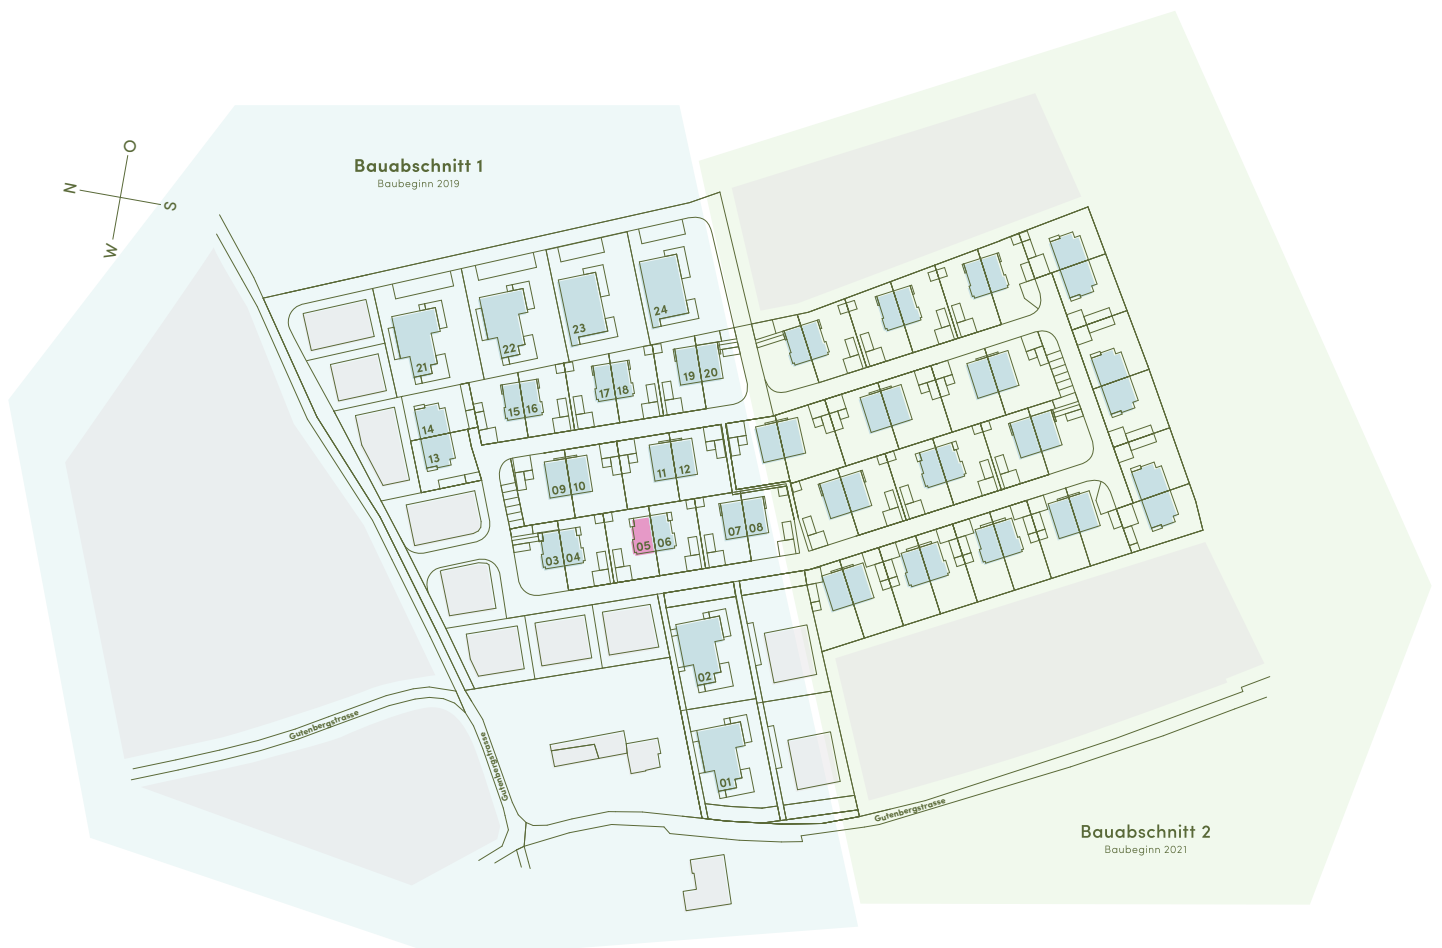 O
N
S
W
Bauabschnitt 1
Baubeginn 2019
24
23
22
21
19 20
17 18
15 16
14
13
11 12
09 10
07 08
05 06
03 04
02
01
Gutenbergstrasse
Gutenbergstrasse
Gutenbergstrasse
Bauabschnitt 2
Baubeginn 2021